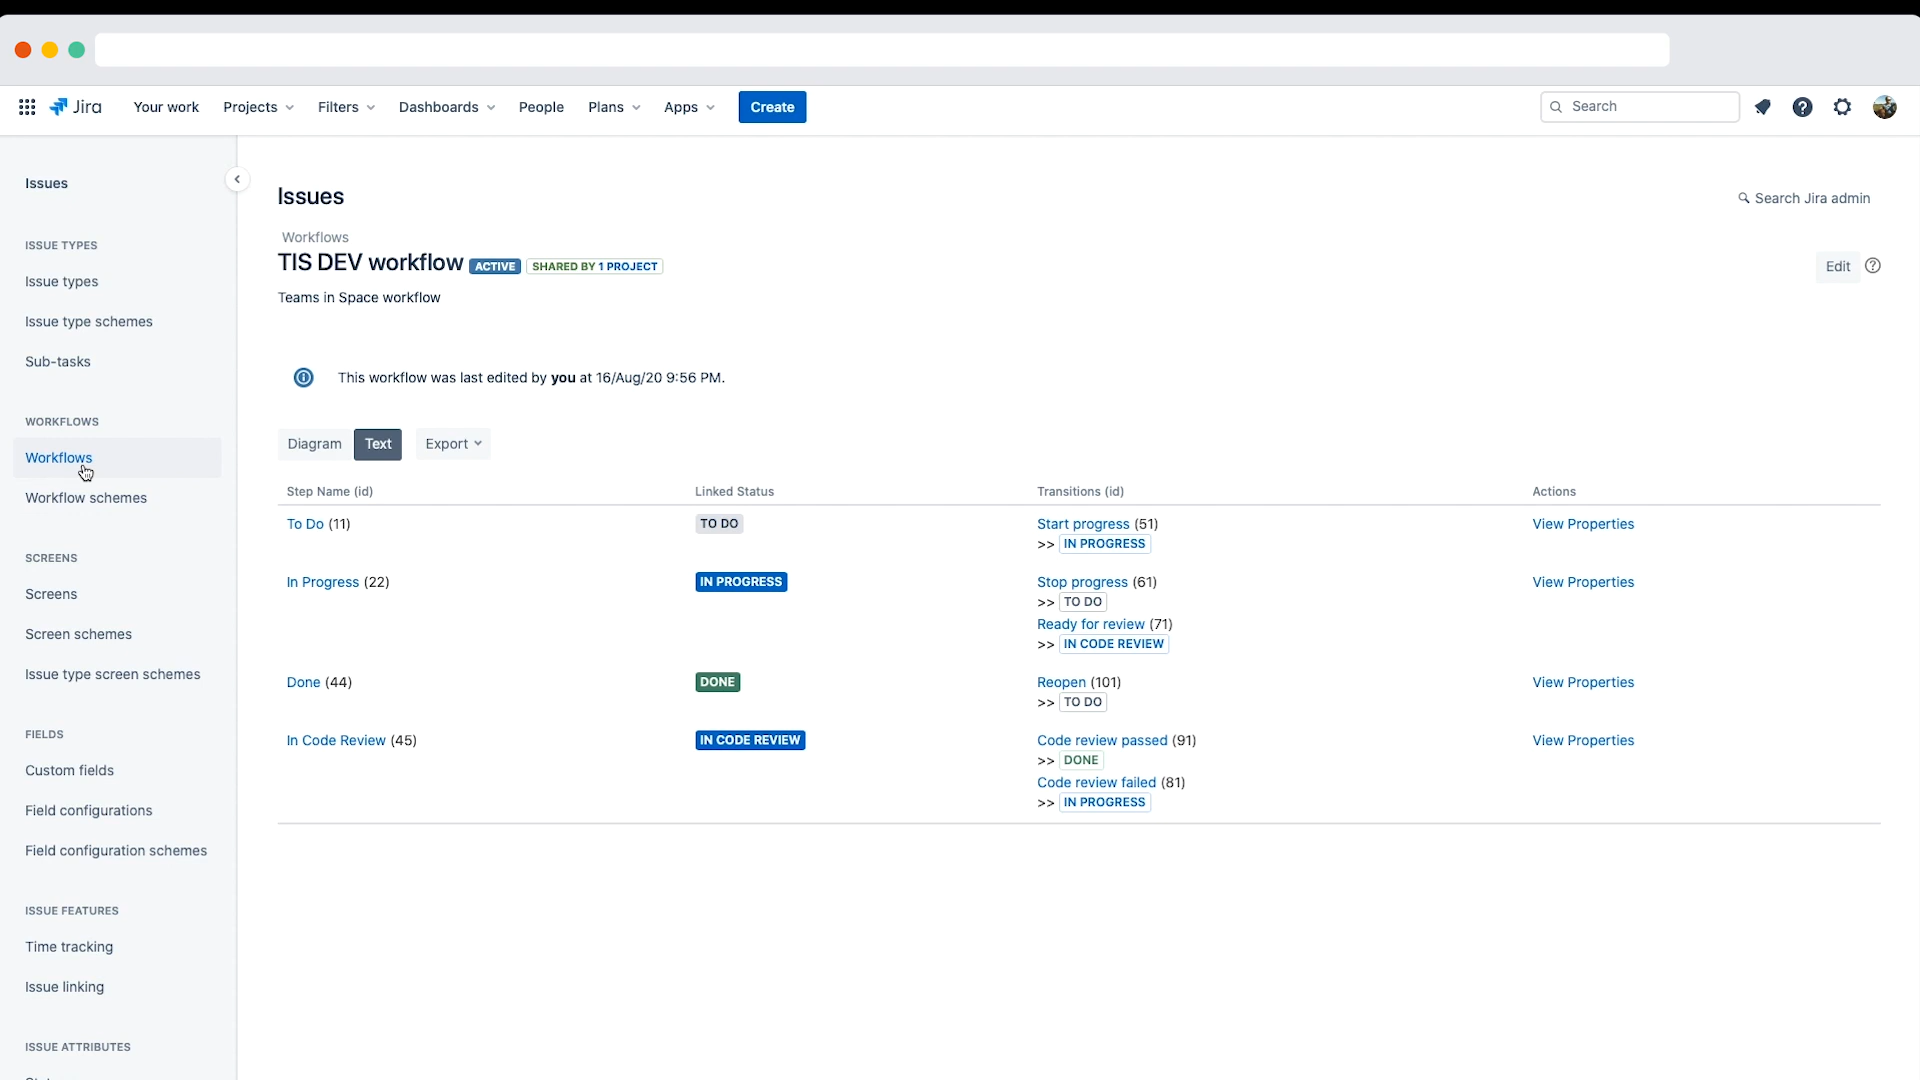 Jira
Your work
Projects
Filters
Dashboards
People
Plans
Apps
Create
Search
Issues
ISSUE TYPES
Issue types
Issue type schemes
Sub-tasks
WORKFLOWS
Workflows
Workflow schemes
SCREENS
Screens
Screen schemes
Issue type screen schemes
FIELDS
Custom fields
Field configurations
Field configuration schemes
ISSUE FEATURES
Time tracking
Issue linking
ISSUE ATTRIBUTES
Issues
Search Jira admin
Workflows
TIS DEV workflow ACTIVE SHARED BY 1 PROJECT
Edit
Teams in Space workflow
This workflow was last edited by you at 16/Aug/20 9:56 PM.
Diagram Text Export
Step Name (id) Linked Status Transitions (id) Actions
To Do (11) TO DO Start progress (51) View Properties
>> IN PROGRESS
In Progress (22) IN PROGRESS Stop progress (61) View Properties
>> TO DO
Ready for review (71)
>> IN CODE REVIEW
Done (44) DONE Reopen (101) View Properties
>> TO DO
In Code Review (45) IN CODE REVIEW Code review passed (91) View Properties
>> DONE
Code review failed (81)
>> IN PROGRESS